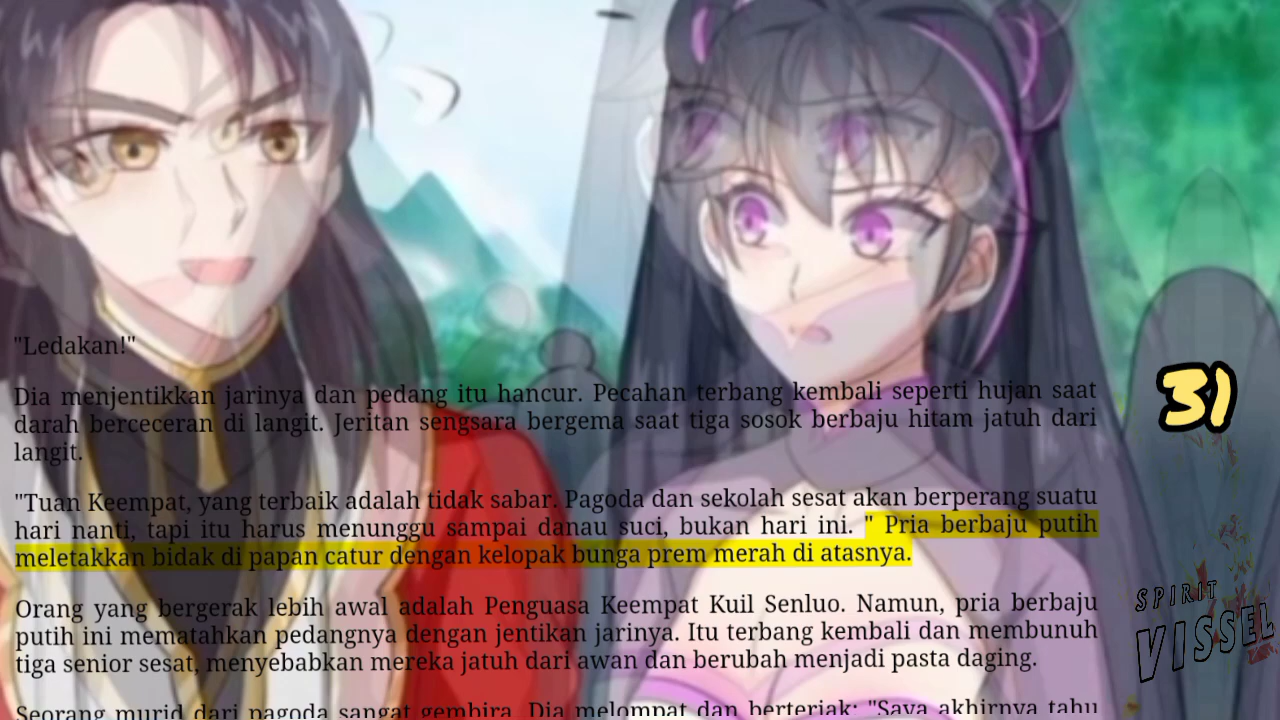 "Ledakan!"
Dia menjentikkan jarinya dan pedang itu hancur. Pecahan terbang kembali seperti hujan saat
darah berceceran di langit. Jeritan sengsara bergema saat tiga sosok berbaju hitam jatuh dari
langit.
"Tuan Keempat, yang terbaik adalah tidak sabar. Pagoda dan sekolah sesat akan berperang suatu
hari nanti, tapi itu harus menunggu sampai danau suci, bukan hari ini. " Pria berbaju putih
meletakkan bidak di papan catur dengan kelopak bunga prem merah di atasnya.
Orang yang bergerak lebih awal adalah Penguasa Keempat Kuil Senluo. Namun, pria berbaju
putih ini mematahkan pedangnya dengan jentikan jarinya. Itu terbang kembali dan membunuh
tiga senior sesat, menyebabkan mereka jatuh dari awan dan berubah menjadi pasta daging.
Seorang murid dari pagoda sangat gembira. Dia melompat dan berteriak: "Saya akhirnya tahu
31
SPIRIT
VISSEL